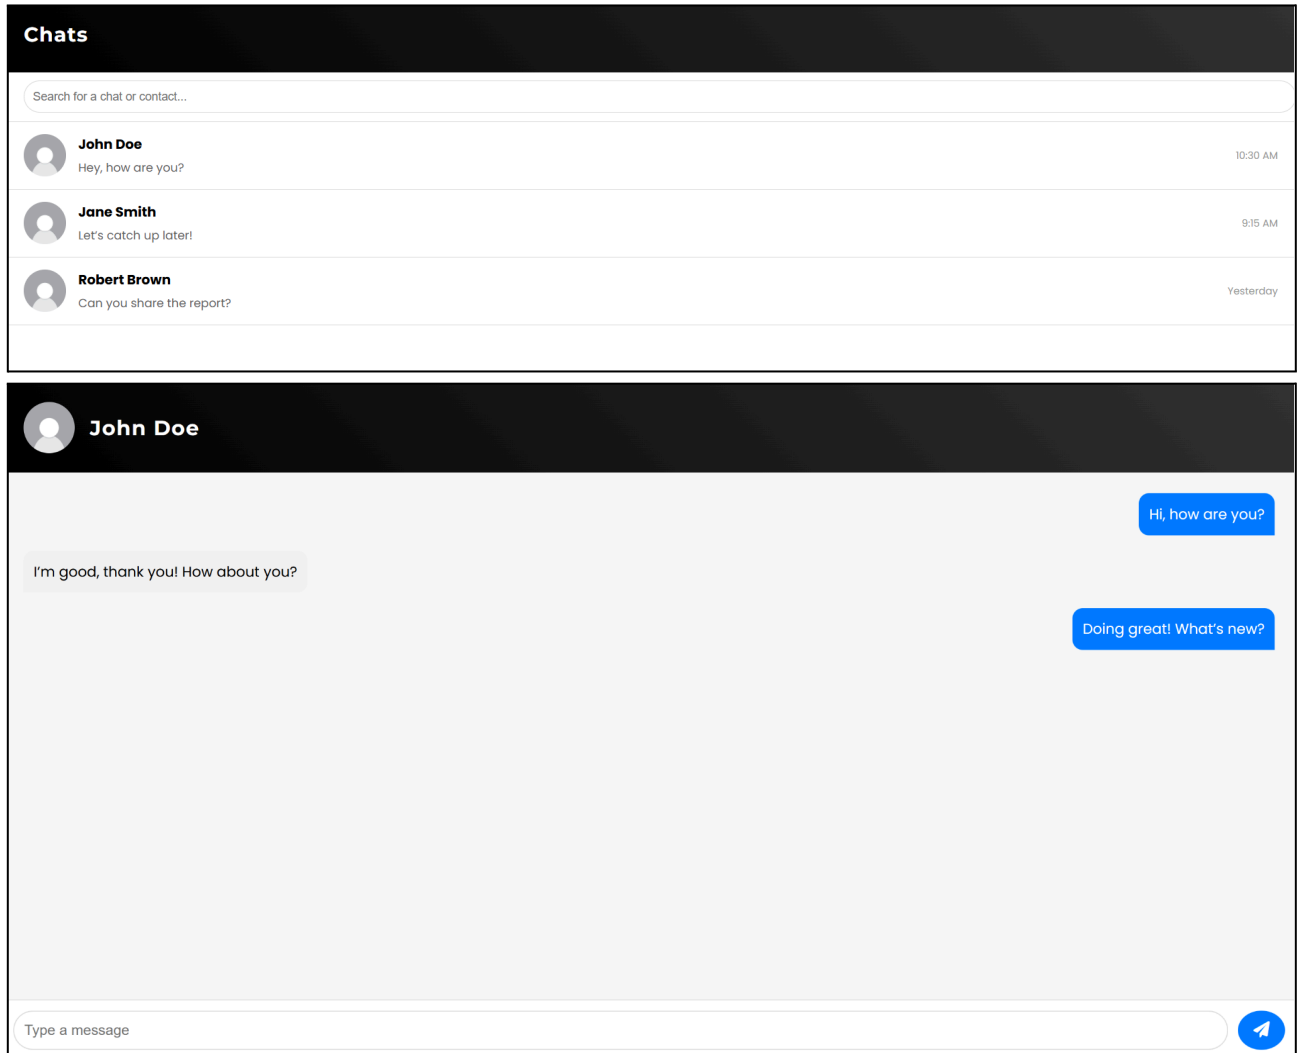 Chats
Search for a chat or contact...
John Doe
Hey, how are you?
10:30 AM
Jane Smith
Let's catch up later!
9:15 AM
Robert Brown
Can you share the report?
Yesterday
John Doe
Hi, how are you?
I'm good, thank you! How about you?
Doing great! What's new?
Type a message